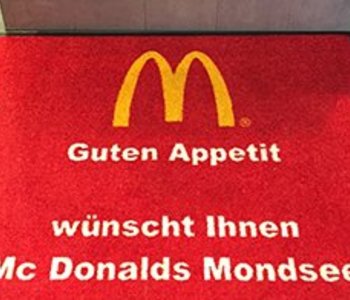 Guten Appetit
wünscht Ihnen
Mc Donalds Mondsee